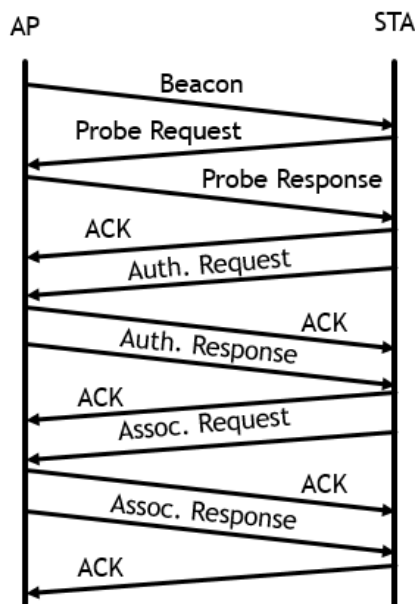 AP
STA
Beacon
Probe Request
Probe Response
ACK
Auth. Request
ACK
Auth. Response
ACK
Assoc. Request
ACK
Assoc. Response
ACK